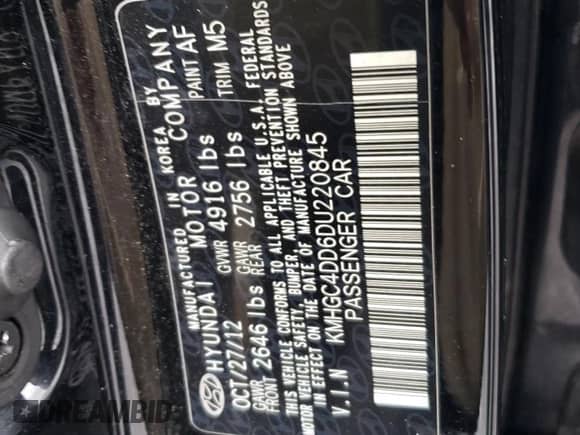 MANUFACTURED IN KOREA BY
HYUNDAI MOTOR COMPANY
OCT/27/12 GVWR 4916 lbs PAINT AF
GAWR FRONT 2646 lbs GAWR REAR 2756 lbs TRIM M5
THIS VEHICLE CONFORMS TO ALL APPLICABLE U.S.A. FEDERAL
MOTOR VEHICLE SAFETY, BUMPER, AND THEFT PREVENTION STANDARDS
IN EFFECT ON THE DATE OF MANUFACTURE SHOWN ABOVE
V.I.N KMHGC4DD6DU220845
PASSENGER CAR
DREAMBID